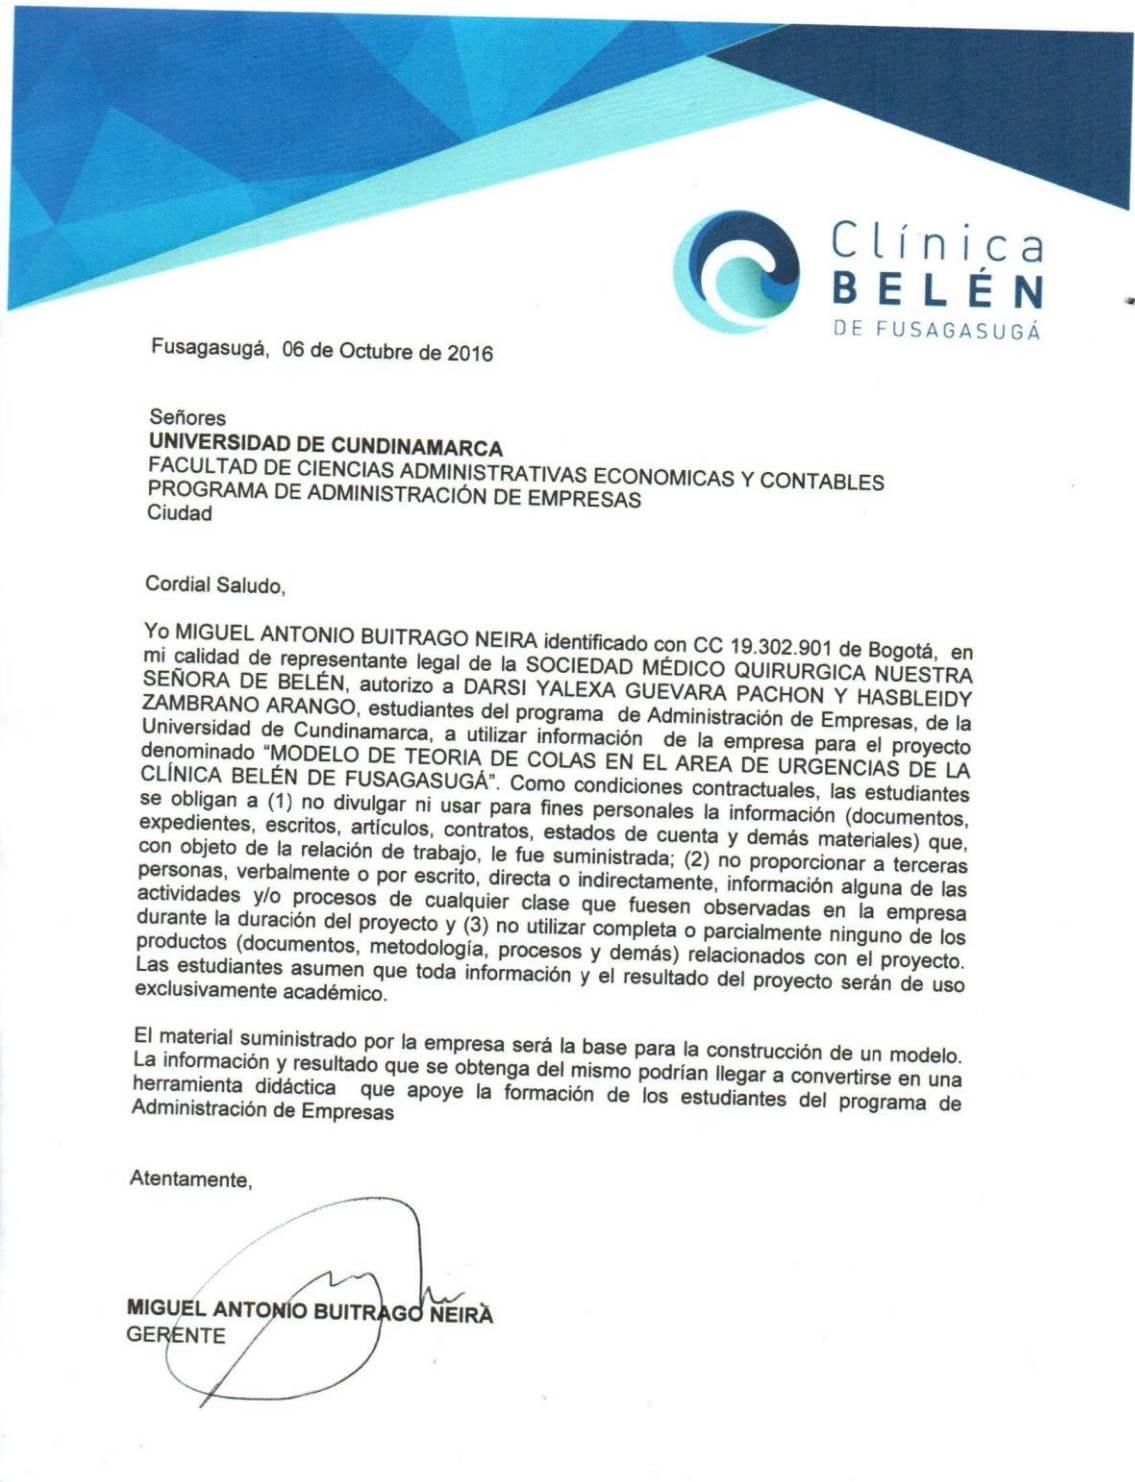 Clínica
BELÉN
DE FUSAGASUGÁ
Fusagasugá, 06 de Octubre de 2016
Señores
UNIVERSIDAD DE CUNDINAMARCA
FACULTAD DE CIENCIAS ADMINISTRATIVAS ECONOMICAS Y CONTABLES
PROGRAMA DE ADMINISTRACIÓN DE EMPRESAS
Ciudad
Cordial Saludo,
Yo MIGUEL ANTONIO BUITRAGO NEIRA identificado con CC 19.302.901 de Bogotá, en
mi calidad de representante legal de la SOCIEDAD MÉDICO QUIRURGICA NUESTRA
SEÑORA DE BELÉN, autorizo a DARSI YALEXA GUEVARA PACHON Y HASBLEIDY
ZAMBRANO ARANGO, estudiantes del programa de Administración de Empresas, de la
Universidad de Cundinamarca, a utilizar información de la empresa para el proyecto
denominado “MODELO DE TEORIA DE COLAS EN EL AREA DE URGENCIAS DE LA
CLÍNICA BELÉN DE FUSAGASUGÁ”. Como condiciones contractuales, las estudiantes
se obligan a (1) no divulgar ni usar para fines personales la información (documentos,
expedientes, escritos, artículos, contratos, estados de cuenta y demás materiales) que,
con objeto de la relación de trabajo, le fue suministrada; (2) no proporcionar a terceras
personas, verbalmente o por escrito, directa o indirectamente, información alguna de las
actividades y/o procesos de cualquier clase que fuesen observadas en la empresa
durante la duración del proyecto y (3) no utilizar completa o parcialmente ninguno de los
productos (documentos, metodología, procesos y demás) relacionados con el proyecto.
Las estudiantes asumen que toda información y el resultado del proyecto serán de uso
exclusivamente académico.
El material suministrado por la empresa será la base para la construcción de un modelo.
La información y resultado que se obtenga del mismo podrían llegar a convertirse en una
herramienta didáctica que apoye la formación de los estudiantes del programa de
Administración de Empresas
Atentamente,
MIGUEL ANTONIO BUITRAGO NEIRA
GERENTE